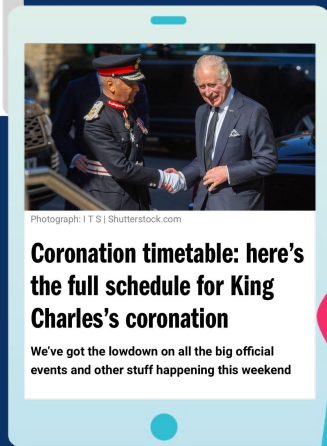 Photograph: I T S | Shutterstock.com
Coronation timetable: here’s
the full schedule for King
Charles’s coronation
We’ve got the lowdown on all the big official
events and other stuff happening this weekend